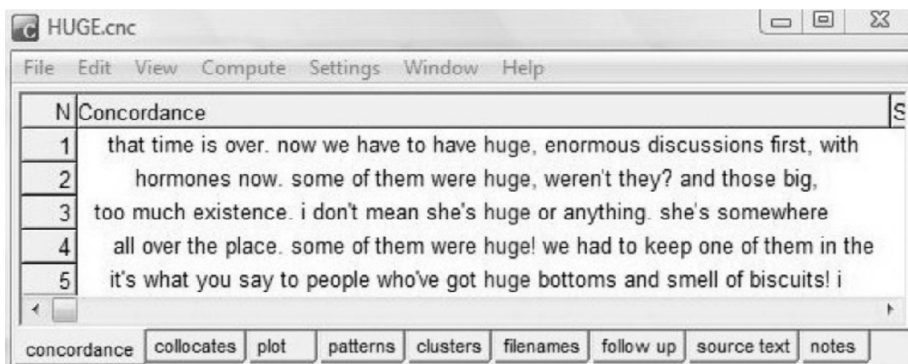 HUGE.cnc
File Edit View Compute Settings Window Help
N Concordance S
1 that time is over. now we have to have huge, enormous discussions first, with
2 hormones now. some of them were huge, weren't they? and those big,
3 too much existence. i don't mean she's huge or anything. she's somewhere
4 all over the place. some of them were huge! we had to keep one of them in the
5 it's what you say to people who've got huge bottoms and smell of biscuits! i
concordance collocates plot patterns clusters filenames follow up source text notes